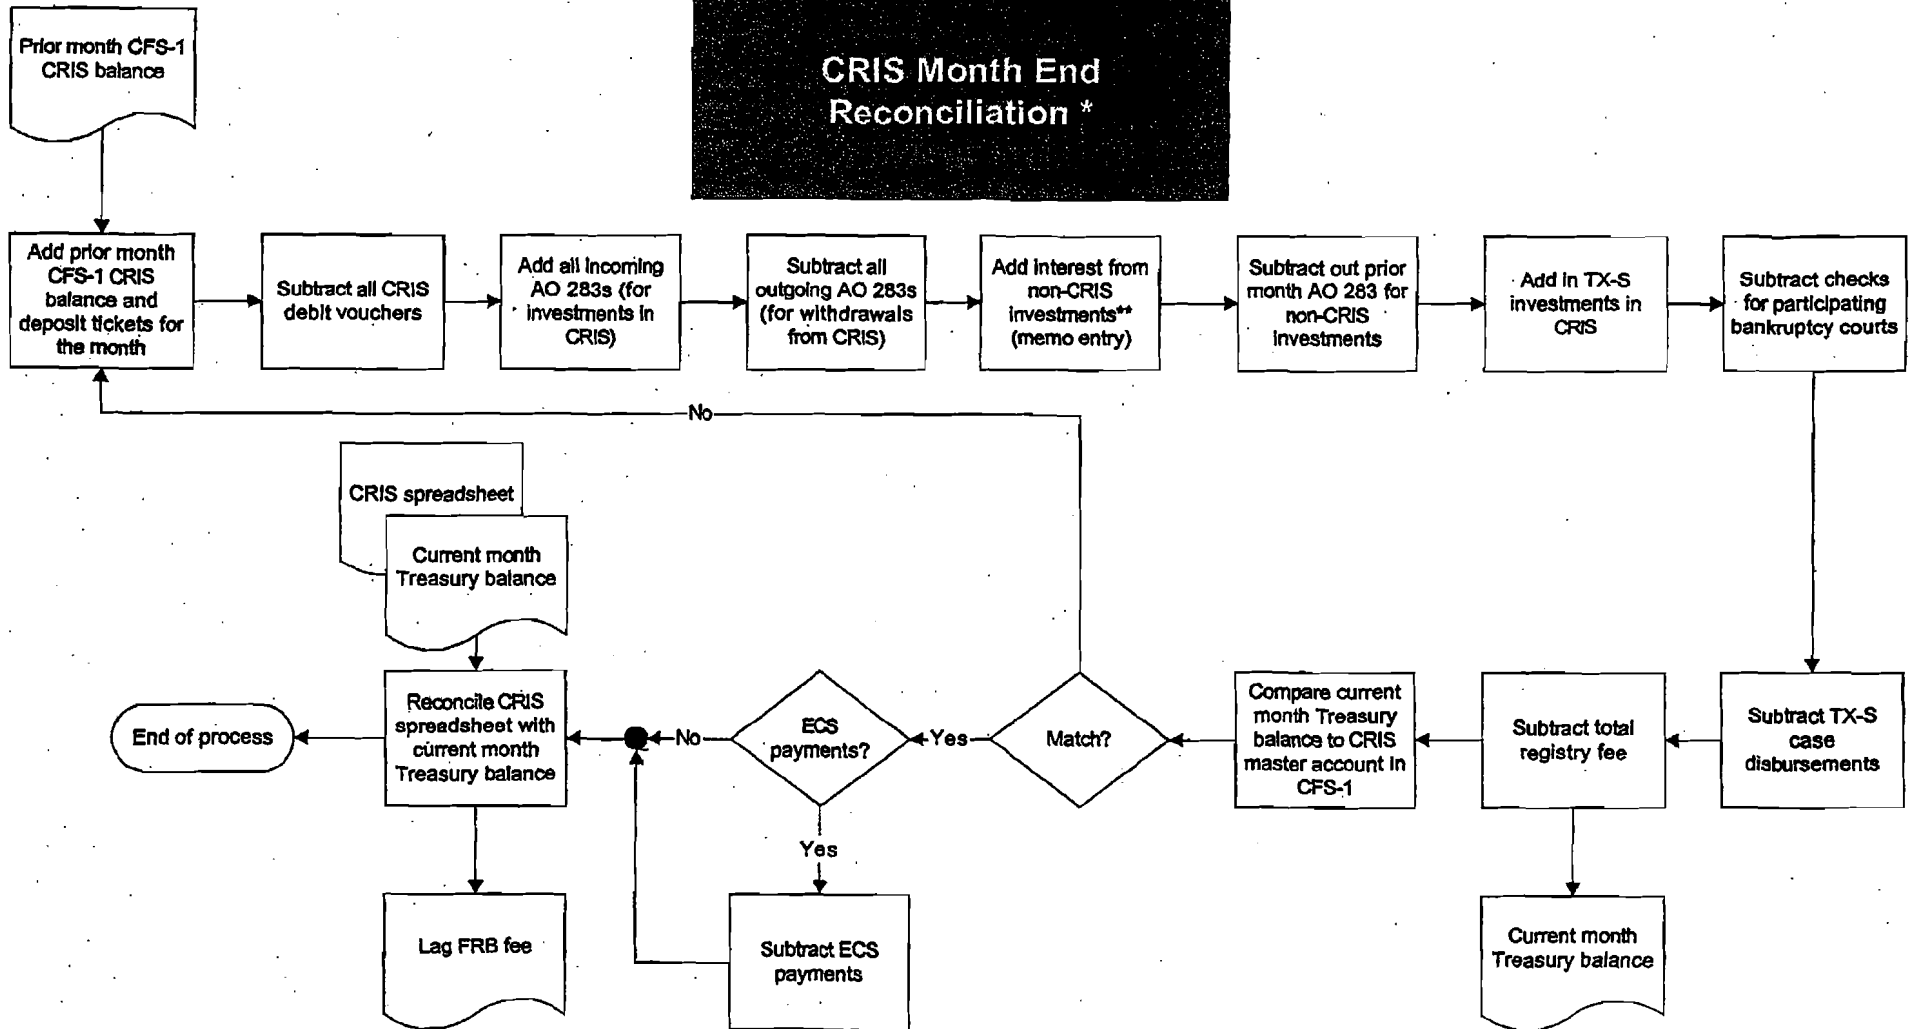 Prior month CFS-1
CRIS balance
CRIS Month End
Reconciliation *
Add prior month
CFS-1 CRIS
balance and
deposit tickets for
the month
Subtract all CRIS
debit vouchers
Add all incoming
AO 283s (for
investments in
CRIS)
Subtract all
outgoing AO 283s
(for withdrawals
from CRIS)
Add interest from
non-CRIS
investments**
(memo entry)
Subtract out prior
month AO 283 for
non-CRIS
investments
Add in TX-S
investments in
CRIS
Subtract checks
for participating
bankruptcy courts
No
CRIS spreadsheet
Current month
Treasury balance
End of process
Reconcile CRIS
spreadsheet with
current month
Treasury balance
No
ECS
payments?
Yes
Match?
Compare current
month Treasury
balance to CRIS
master account in
CFS-1
Subtract total
registry fee
Subtract TX-S
case
disbursements
Yes
Lag FRB fee
Subtract ECS
payments
Current month
Treasury balance